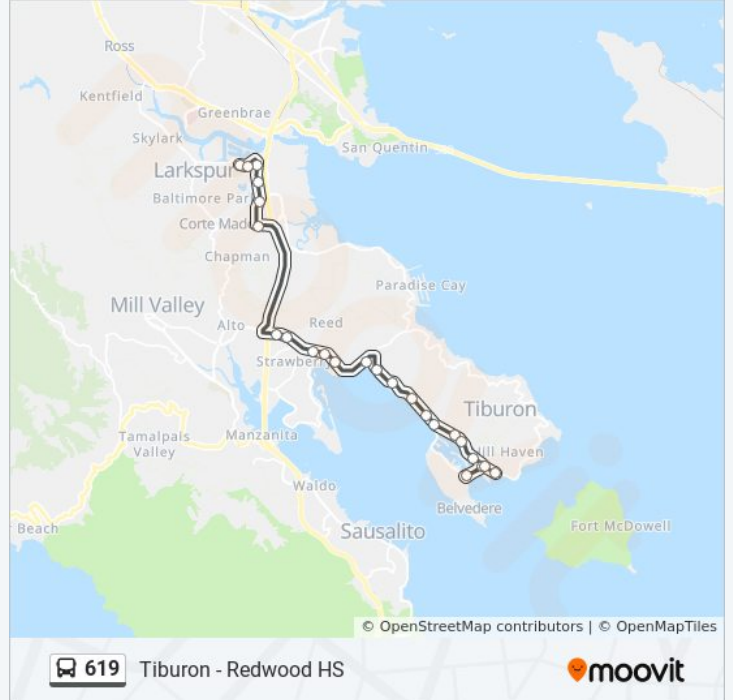 Ross
Kentfield
Greenbrae
Skylark
San Quentin
Larkspur
Baltimore Par
Corte Mad
Chapman
Paradise Cay
Mill Valley
Alto
Reed
Strawberry
Tiburon
Tamalpais
Valley
Manzanita
Hill Haven
Waldo
Belvedere
Beach
Sausalito
Fort McDowell
© OpenStreetMap contributors | © OpenMapTiles
619 Tiburon - Redwood HS
moovit